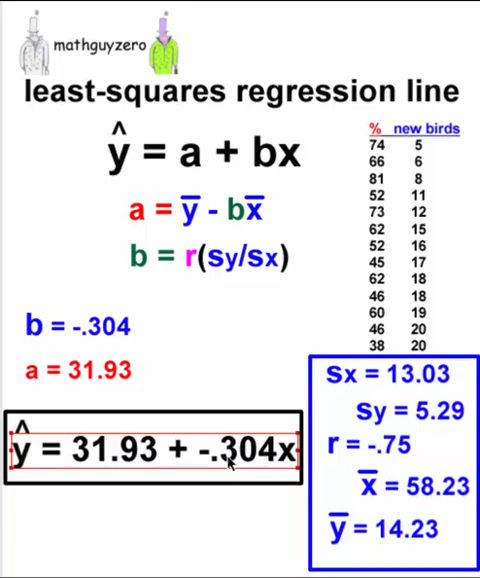 mathguyzero
least-squares regression line
ŷ = a + bx
a = y̅ - bx̅
b = r(sy/sx)
b = -.304
a = 31.93
ŷ = 31.93 + -.304x
% new birds
74 5
66 6
81 8
52 11
73 12
62 15
52 16
45 17
62 18
46 18
60 19
46 20
38 20
sx = 13.03
sy = 5.29
r = -.75
x̅ = 58.23
y̅ = 14.23